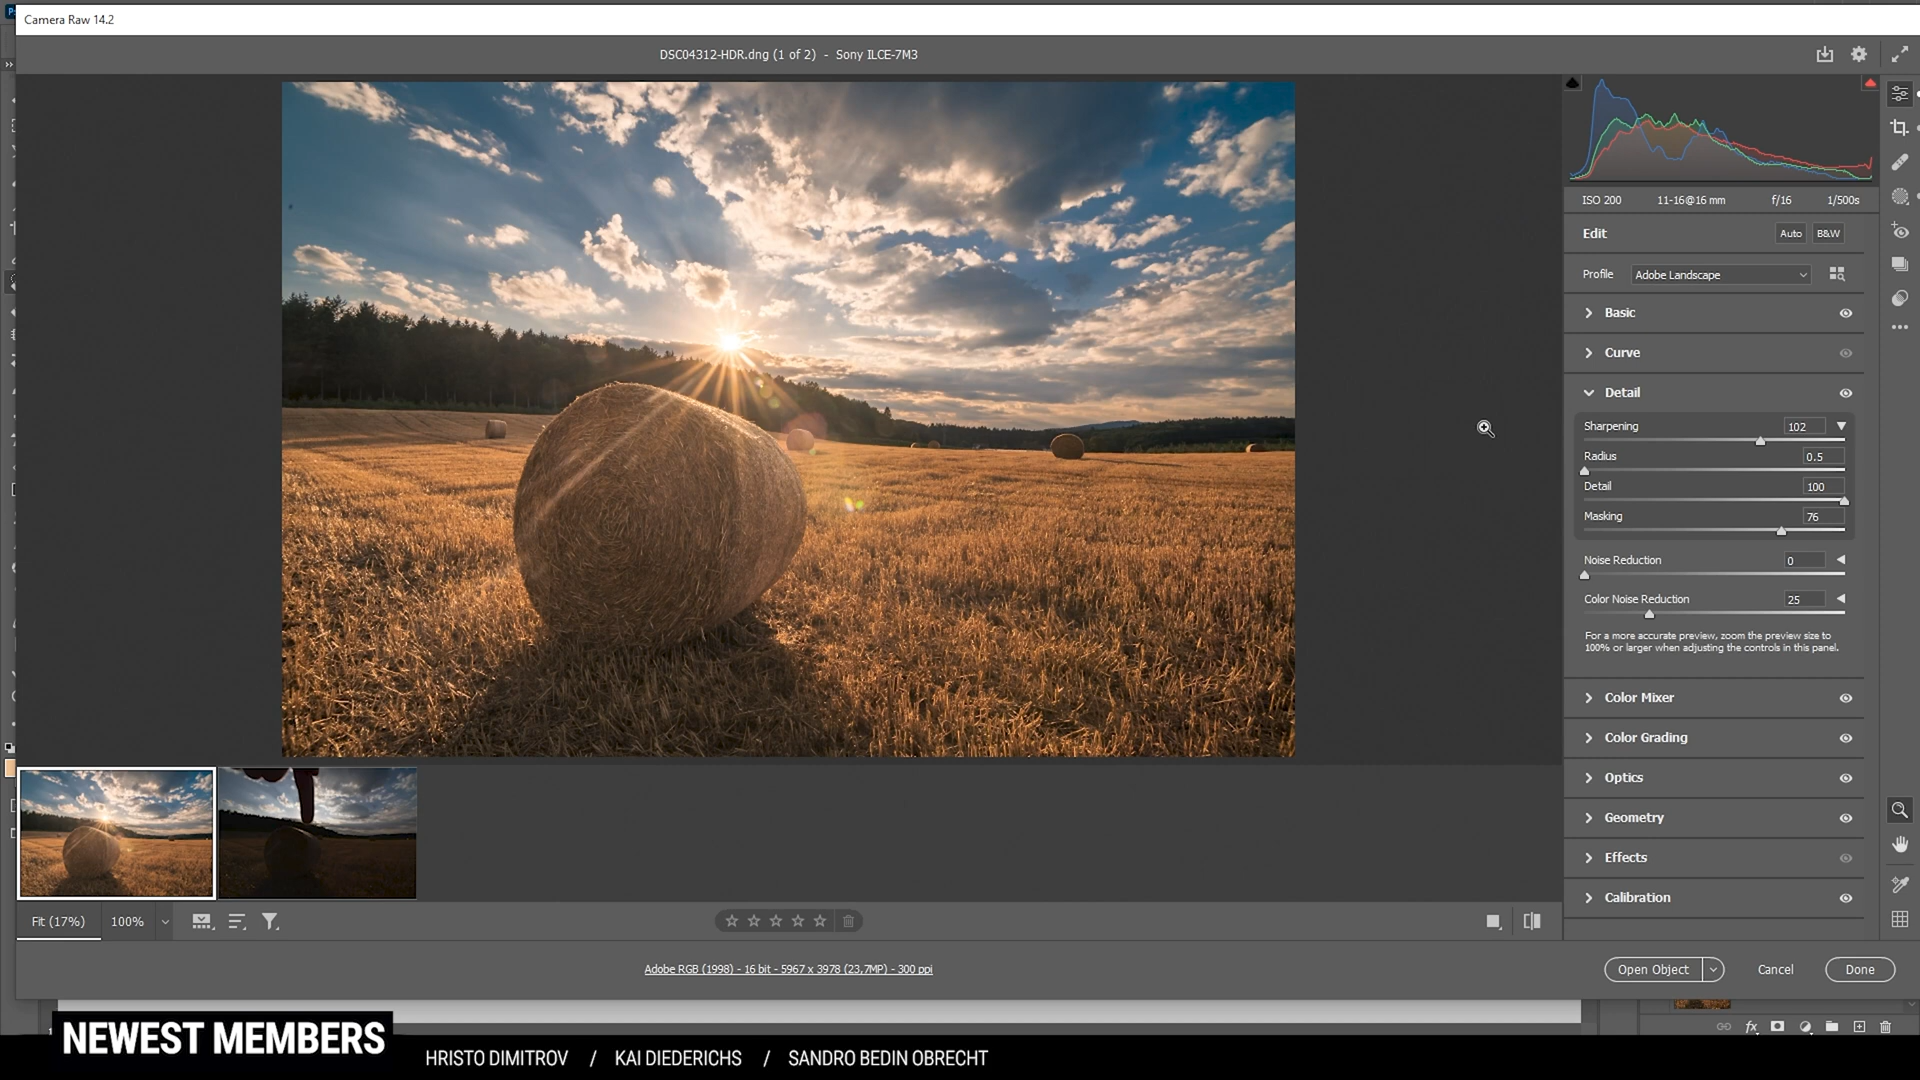 Camera Raw 14.2
DSC04312-HDR.dng (1 of 2) - Sony ILCE-7M3
ISO 200 11-16@16 mm f/16 1/500s
Edit Auto B&W
Profile Adobe Landscape
Basic
Curve
Detail
Sharpening 102
Radius 0.5
Detail 100
Masking 76
Noise Reduction 0
Color Noise Reduction 25
For a more accurate preview, zoom the preview size to
100% or larger when adjusting the controls in this panel.
Color Mixer
Color Grading
Optics
Geometry
Effects
Calibration
Fit (17%) 100%
Adobe RGB (1998) - 16 bit - 5967 x 3978 (23,7MP) - 300 ppi
Open Object Cancel Done
fx
NEWEST MEMBERS
HRISTO DIMITROV / KAI DIEDERICHS / SANDRO BEDIN OBRECHT